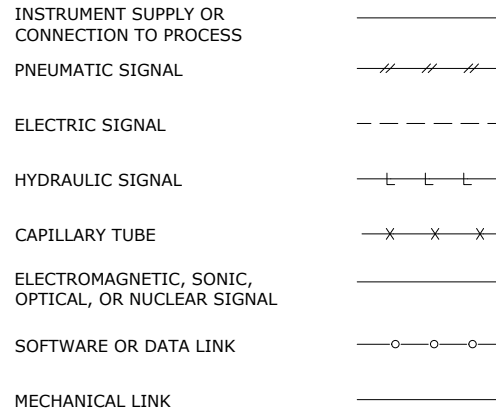 INSTRUMENT SUPPLY OR
CONNECTION TO PROCESS
PNEUMATIC SIGNAL
ELECTRIC SIGNAL
HYDRAULIC SIGNAL
CAPILLARY TUBE
ELECTROMAGNETIC, SONIC,
OPTICAL, OR NUCLEAR SIGNAL
SOFTWARE OR DATA LINK
MECHANICAL LINK